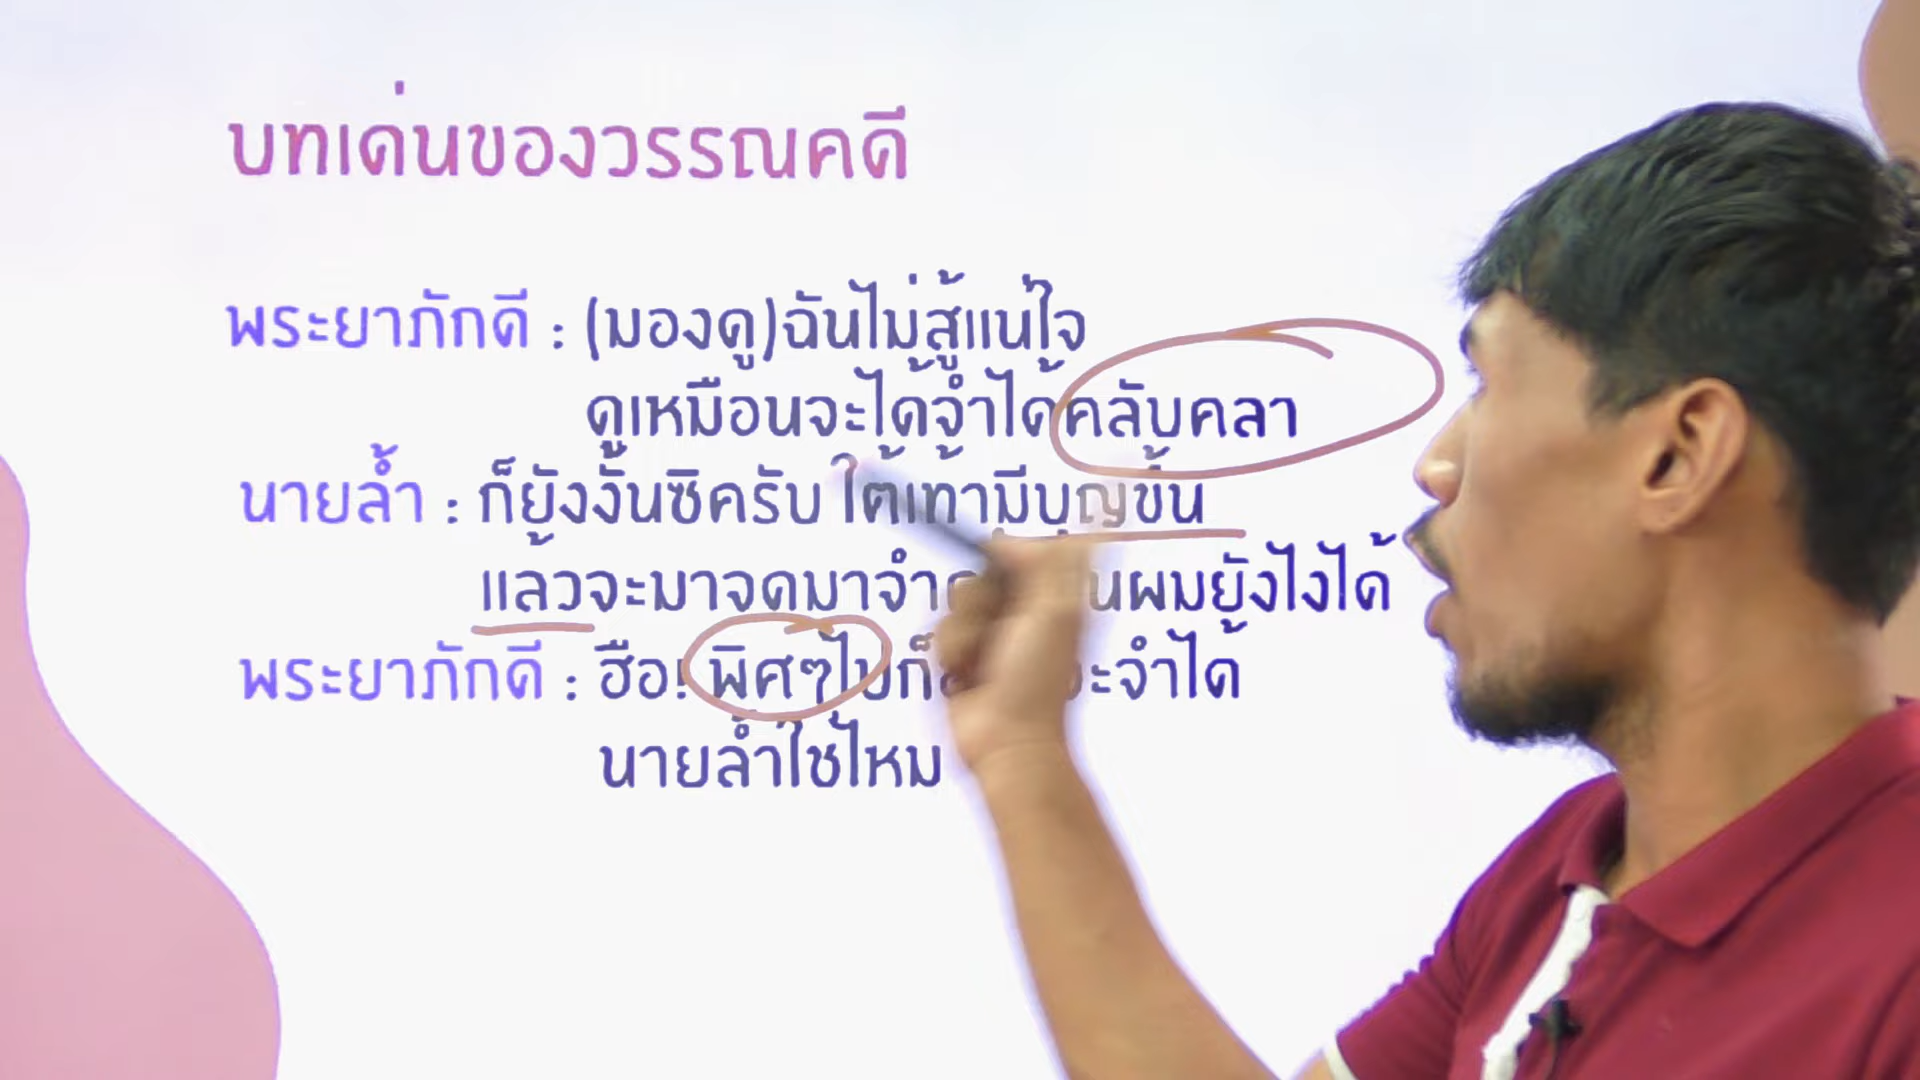 บทเด่นของวรรณคดี
พระยาภักดี : (มองดู)ฉันไม่สู้แน่ใจ
ดูเหมือนจะได้จำได้คลับคลา
นายล้ำ : ก็ยังงั้นซิครับ ใต้เท้ามีบุญขึ้น
แล้วจะมาจดมาจำ ผมยังไงได้
พระยาภักดี : ฮือ! พิศๆไป จะจำได้
นายล้ำใช่ไหม